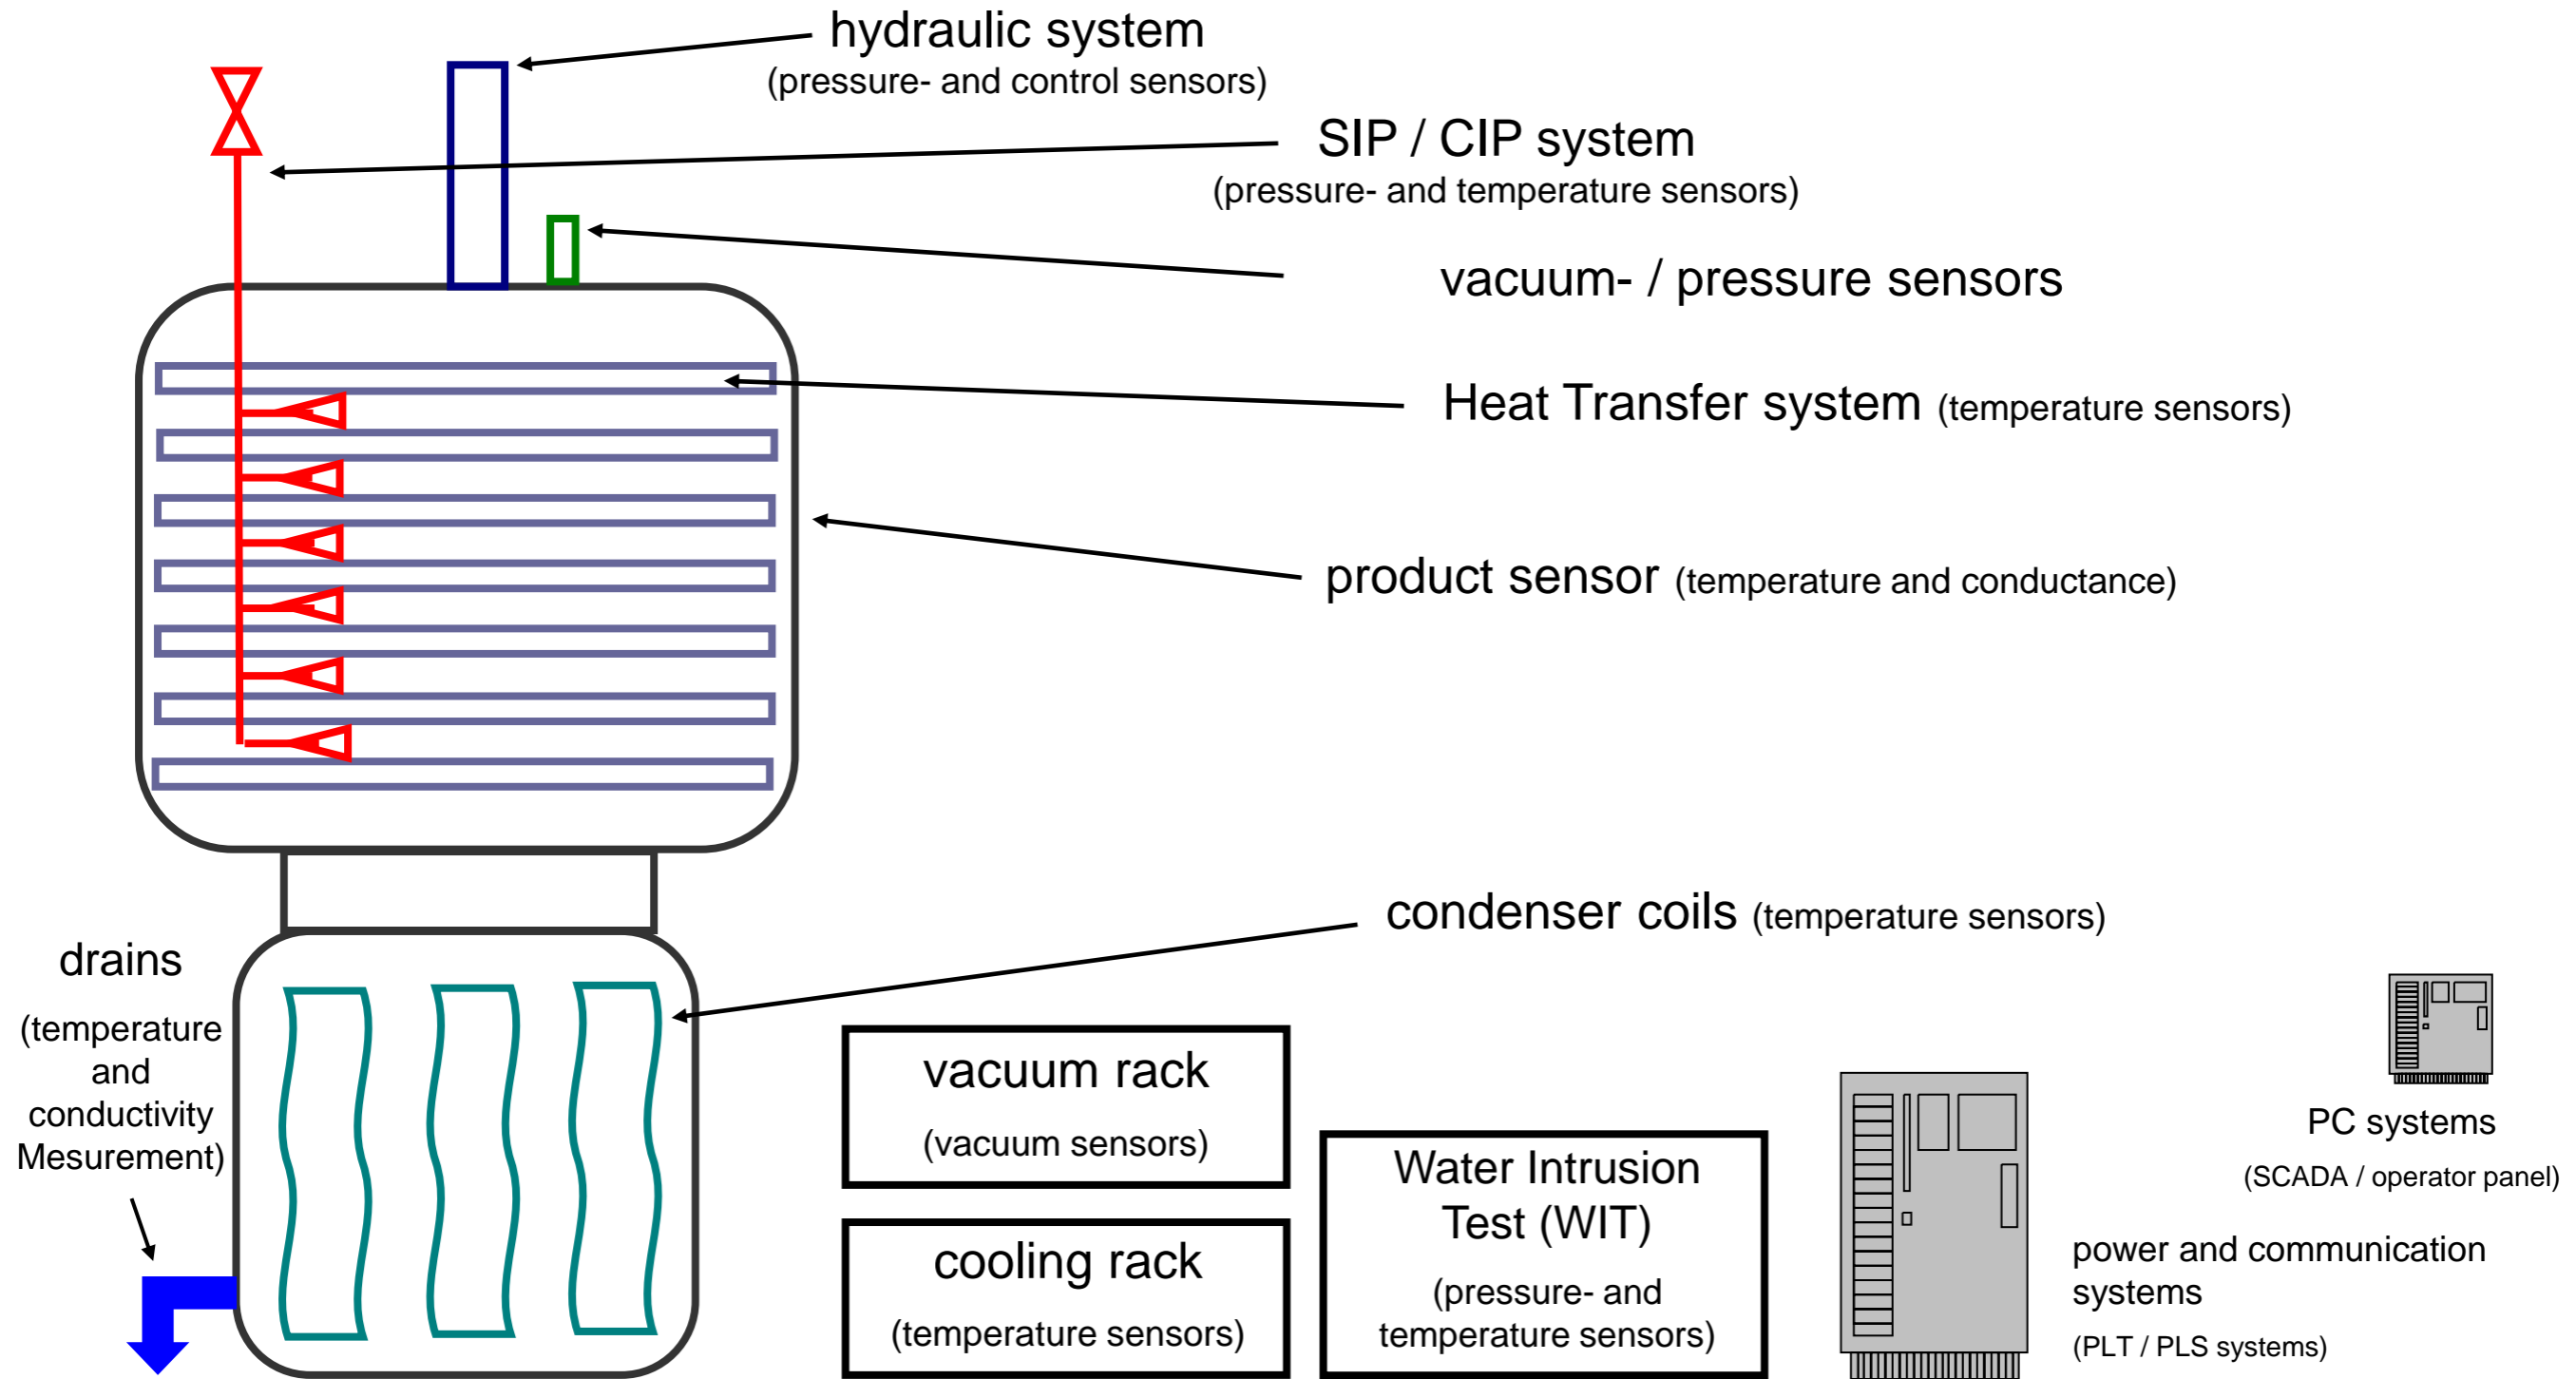 hydraulic system
(pressure- and control sensors)
SIP / CIP system
(pressure- and temperature sensors)
vacuum- / pressure sensors
Heat Transfer system (temperature sensors)
product sensor (temperature and conductance)
condenser coils (temperature sensors)
drains
(temperature
and
conductivity
Mesurement)
vacuum rack
(vacuum sensors)
cooling rack
(temperature sensors)
Water Intrusion
Test (WIT)
(pressure- and
temperature sensors)
PC systems
(SCADA / operator panel)
power and communication
systems
(PLT / PLS systems)